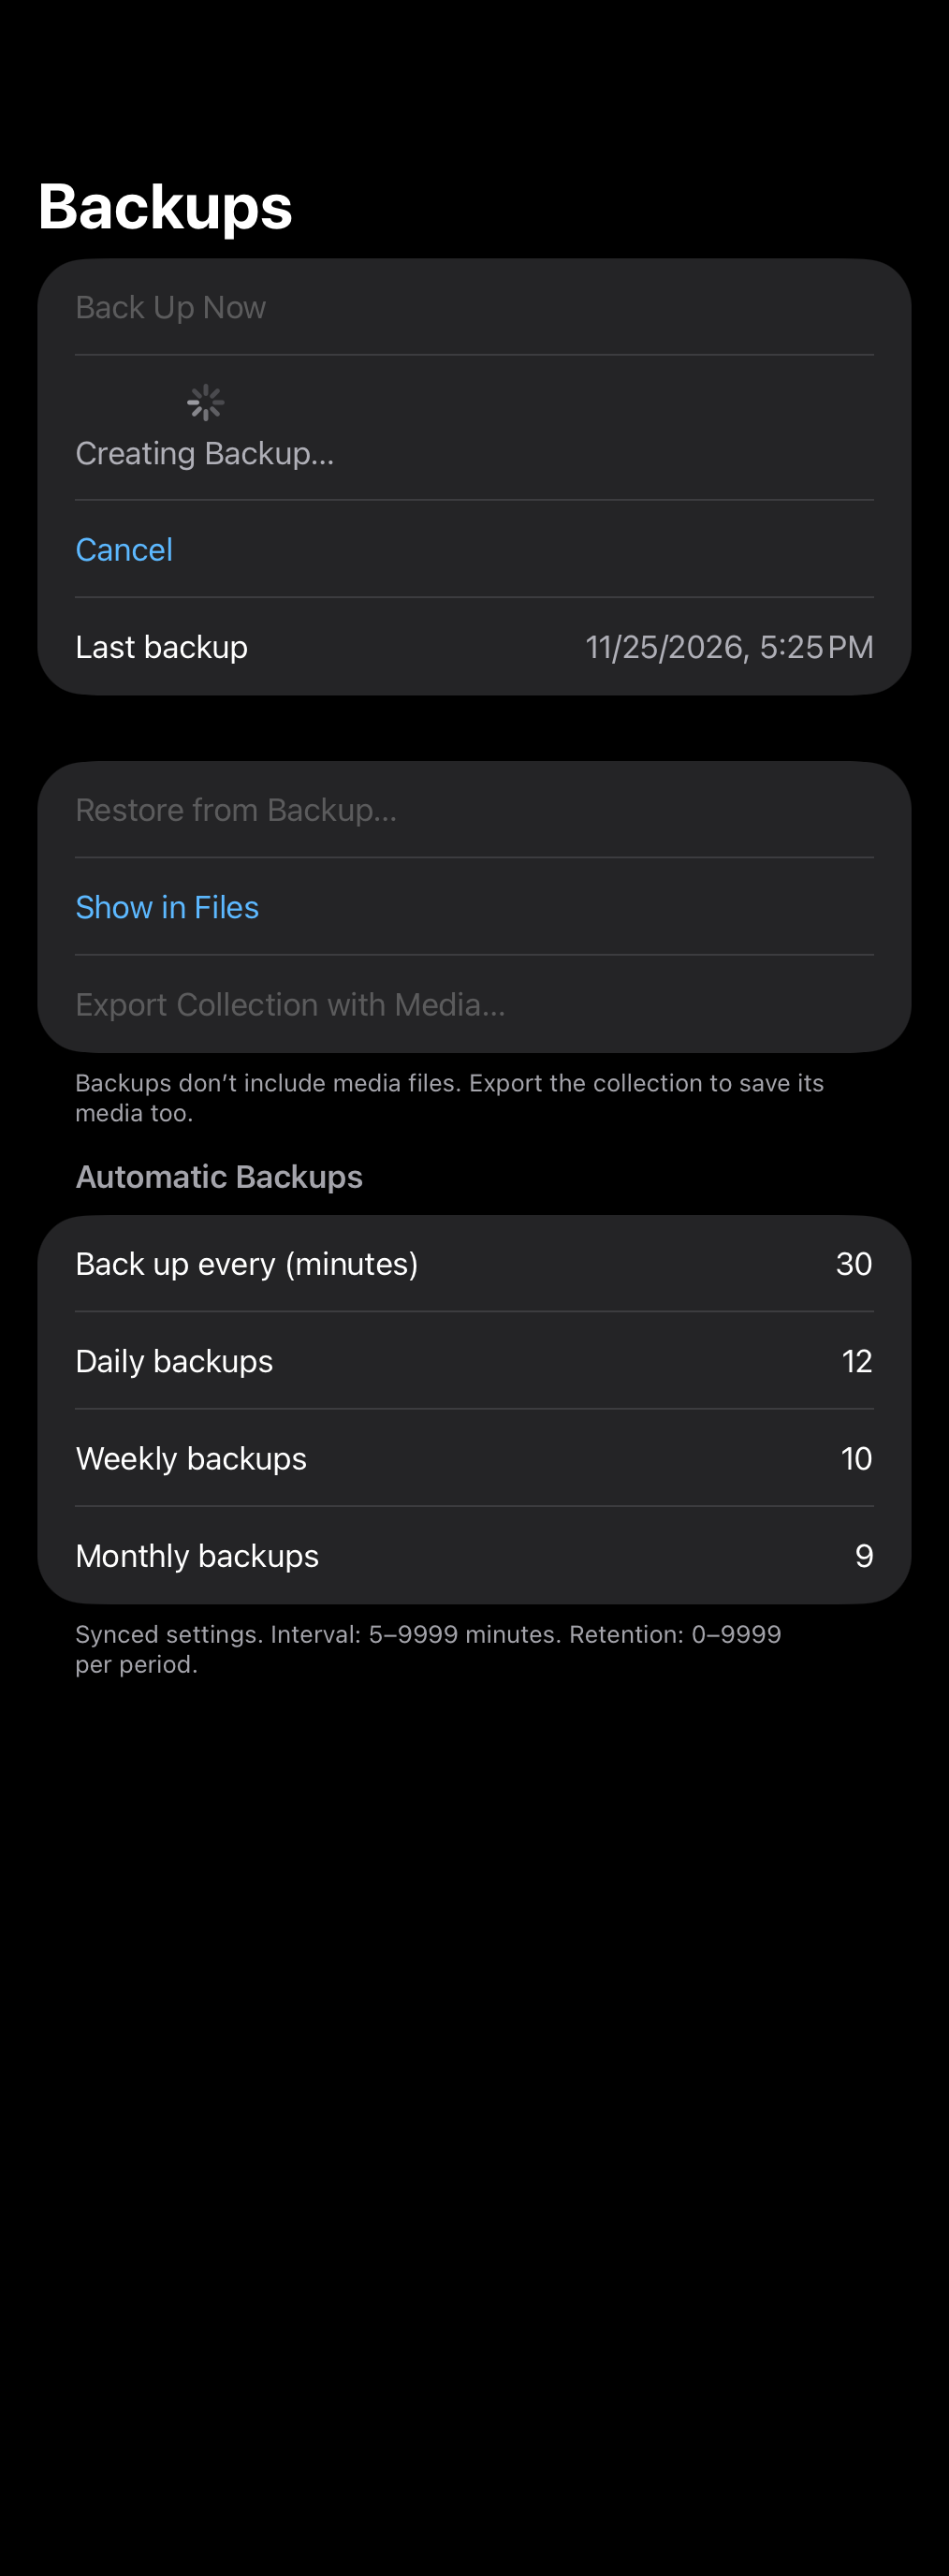 Backups
Back Up Now
Creating Backup…
Cancel
Last backup 11/25/2026, 5:25 PM
Restore from Backup…
Show in Files
Export Collection with Media…
Backups don’t include media files. Export the collection to save its
media too.
Automatic Backups
Back up every (minutes) 30
Daily backups 12
Weekly backups 10
Monthly backups 9
Synced settings. Interval: 5–9999 minutes. Retention: 0–9999
per period.